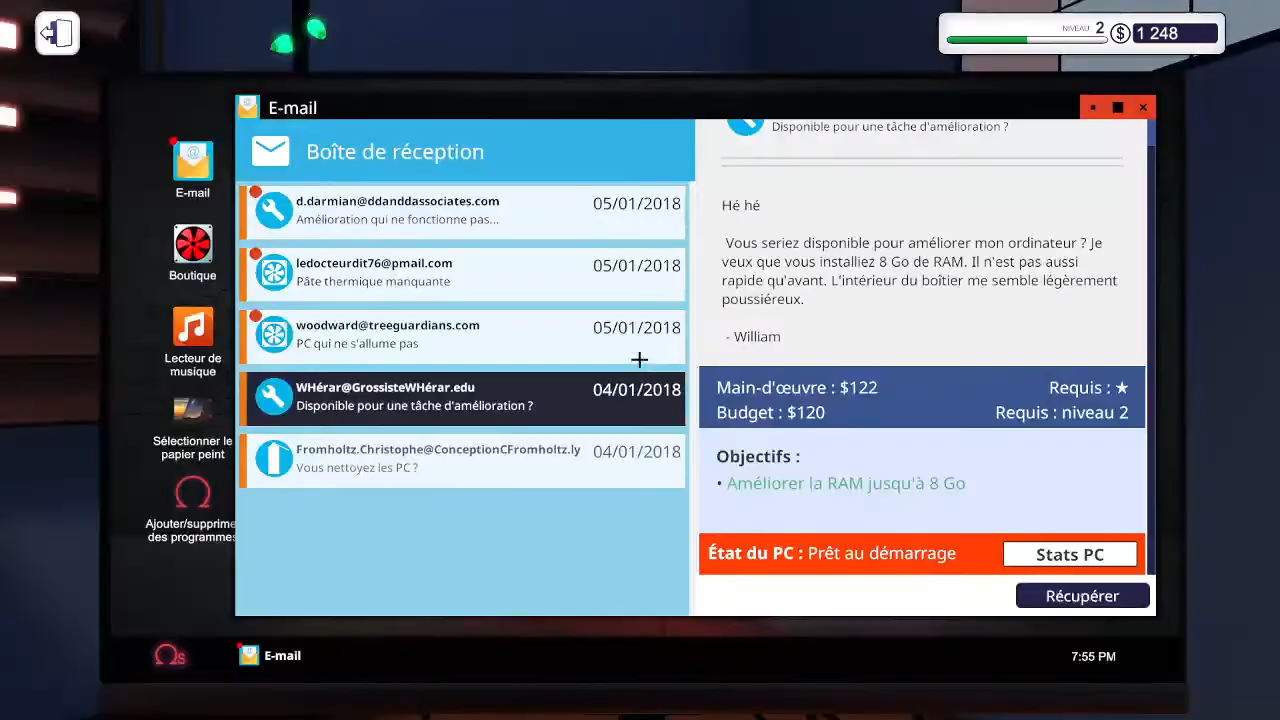 NIVEAU 2 $ 1 248
E-mail
Boîte de réception
d.darmian@ddanddassociates.com 05/01/2018
Amélioration qui ne fonctionne pas...
ledocteurdit76@pmail.com 05/01/2018
Pâte thermique manquante
woodward@treeguardians.com 05/01/2018
PC qui ne s'allume pas
WHérar@GrossisteWHérar.edu 04/01/2018
Disponible pour une tâche d'amélioration ?
Fromholtz.Christophe@ConceptionCFromholtz.ly 04/01/2018
Vous nettoyez les PC ?
Disponible pour une tâche d'amélioration ?
Hé hé
Vous seriez disponible pour améliorer mon ordinateur ? Je
veux que vous installiez 8 Go de RAM. Il n'est pas aussi
rapide qu'avant. L'intérieur du boîtier me semble légèrement
poussiéreux.
- William
Main-d'œuvre : $122 Requis : ★
Budget : $120 Requis : niveau 2
Objectifs :
• Améliorer la RAM jusqu'à 8 Go
État du PC : Prêt au démarrage Stats PC
Récupérer
E-mail
Boutique
Lecteur de
musique
Sélectionner le
papier peint
Ajouter/supprime
des programmes
Ωs E-mail 7:55 PM